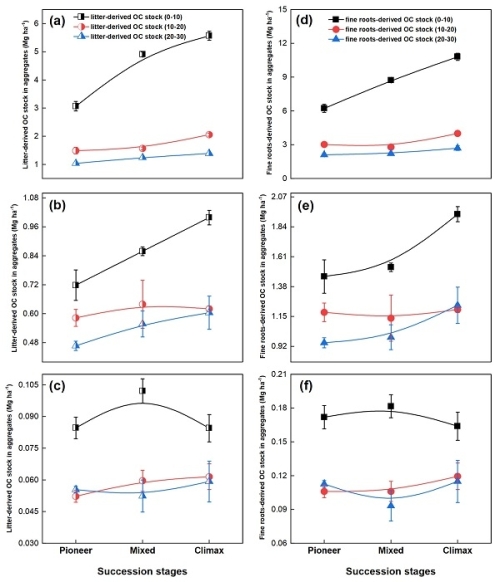 (a)
litter-derived OC stock (0-10)
litter-derived OC stock (10-20)
litter-derived OC stock (20-30)
Litter-derived OC stock in aggregates (Mg ha⁻¹)
6
5
4
3
2
1
(d)
fine roots-derived OC stock (0-10)
fine roots-derived OC stock (10-20)
fine roots-derived OC stock (20-30)
Fine roots-derived OC stock in aggregates (Mg ha⁻¹)
15
12
9
6
3
0
(b)
Litter-derived OC stock in aggregates (Mg ha⁻¹)
1.08
0.96
0.84
0.72
0.60
0.48
(e)
Fine roots-derived OC stock in aggregates (Mg ha⁻¹)
2.07
1.84
1.61
1.38
1.15
0.92
(c)
Litter-derived OC stock in aggregates (Mg ha⁻¹)
0.105
0.090
0.075
0.060
0.045
0.030
Pioneer Mixed Climax
Succession stages
(f)
Fine roots-derived OC stock in aggregates (Mg ha⁻¹)
0.21
0.18
0.15
0.12
0.09
0.06
Pioneer Mixed Climax
Succession stages